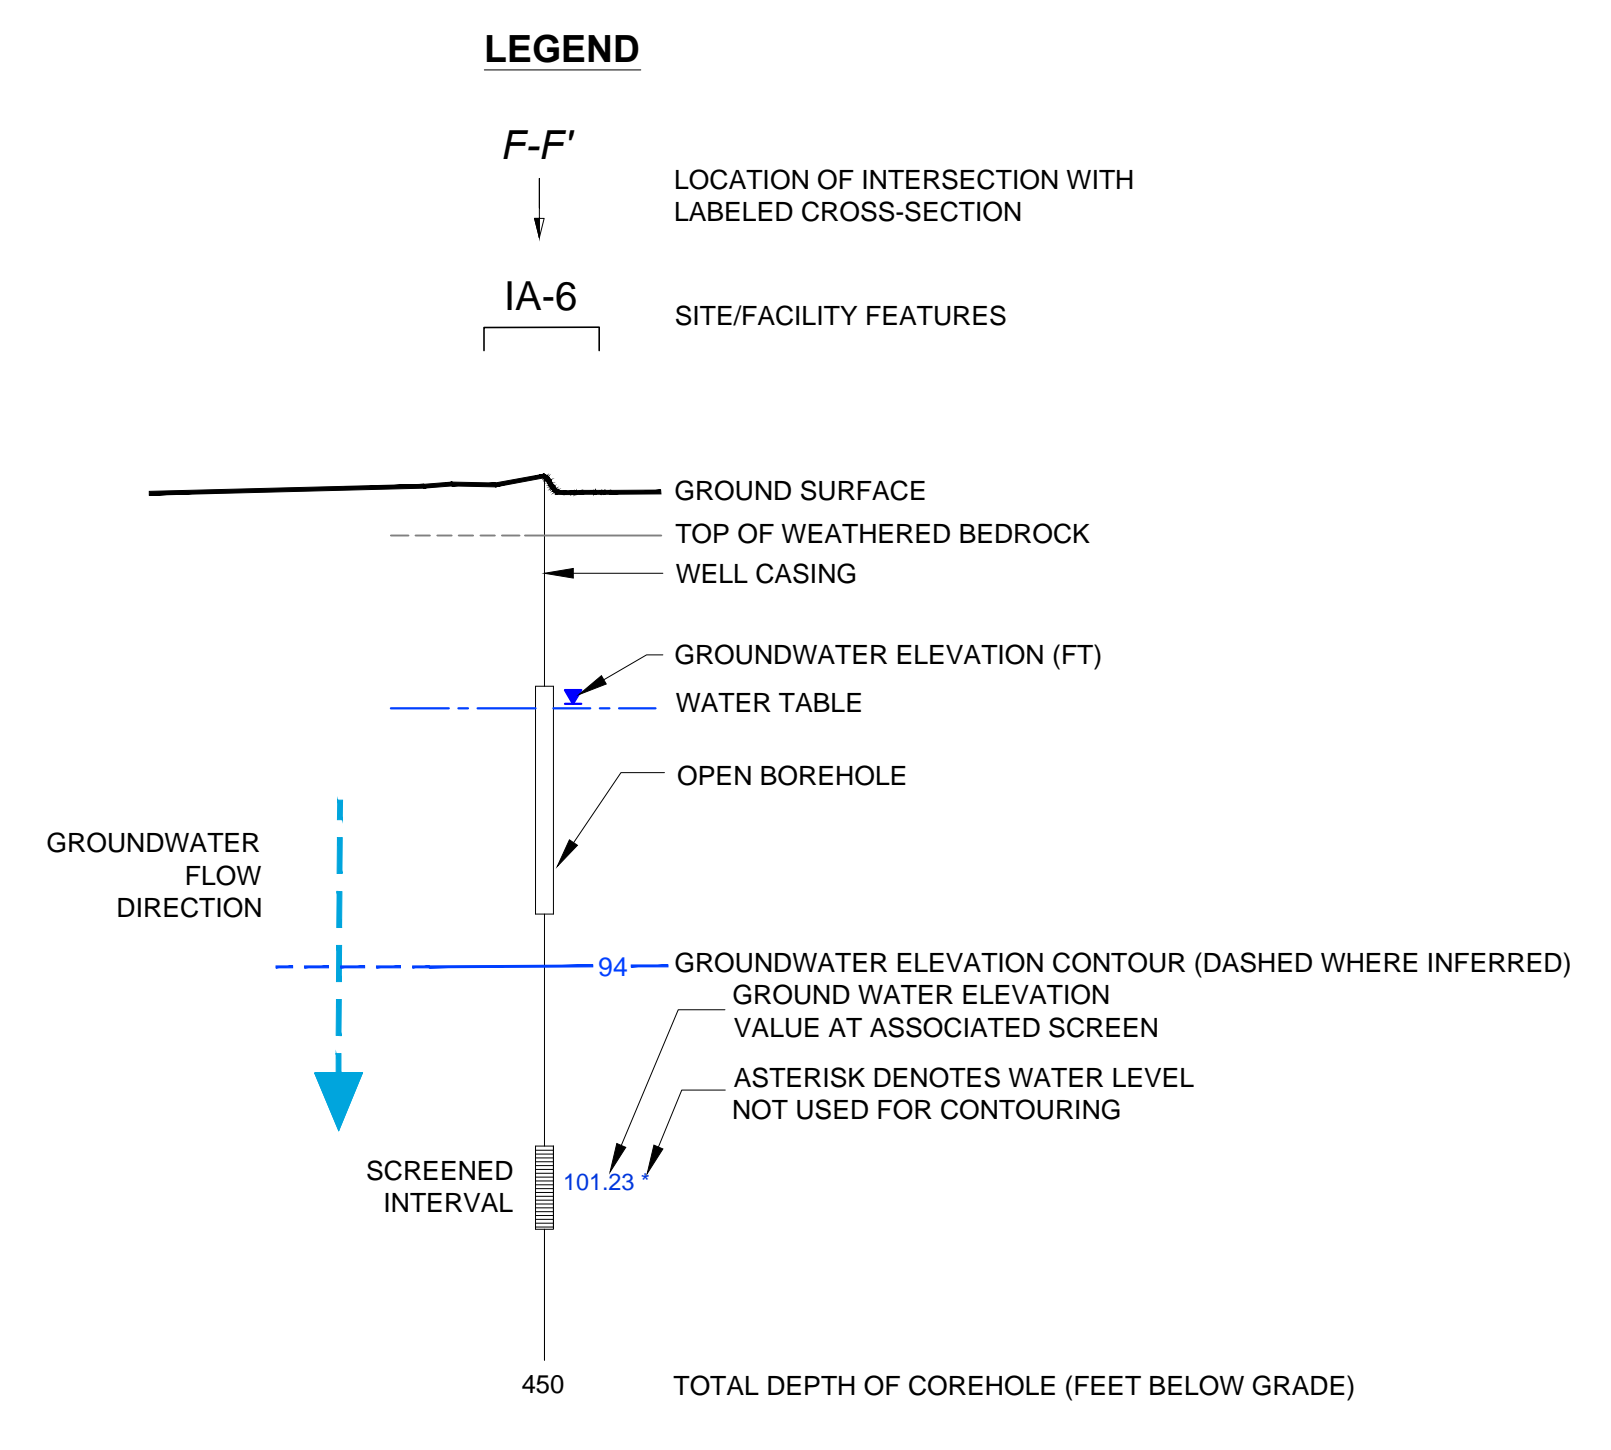 LEGEND
F-F'
LOCATION OF INTERSECTION WITH
LABELED CROSS-SECTION
IA-6
SITE/FACILITY FEATURES
GROUND SURFACE
TOP OF WEATHERED BEDROCK
WELL CASING
GROUNDWATER ELEVATION (FT)
WATER TABLE
OPEN BOREHOLE
GROUNDWATER
FLOW
DIRECTION
94
GROUNDWATER ELEVATION CONTOUR (DASHED WHERE INFERRED)
GROUND WATER ELEVATION
VALUE AT ASSOCIATED SCREEN
ASTERISK DENOTES WATER LEVEL
NOT USED FOR CONTOURING
SCREENED
INTERVAL
101.23 *
450
TOTAL DEPTH OF COREHOLE (FEET BELOW GRADE)